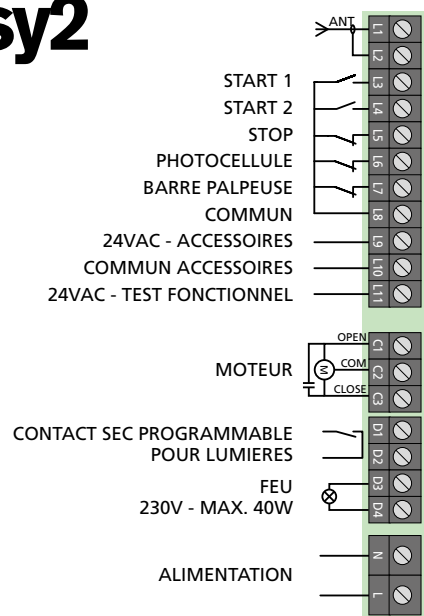 sy2
ANT
L1
L2
START 1
L3
START 2
L4
STOP
L5
PHOTOCELLULE
L6
BARRE PALPEUSE
L7
COMMUN
L8
24VAC - ACCESSOIRES
L9
COMMUN ACCESSOIRES
L10
24VAC - TEST FONCTIONNEL
L11
OPEN
C1
MOTEUR
M
COM
C2
CLOSE
C3
CONTACT SEC PROGRAMMABLE
POUR LUMIERES
D1
D2
FEU
230V - MAX. 40W
D3
D4
ALIMENTATION
N
L